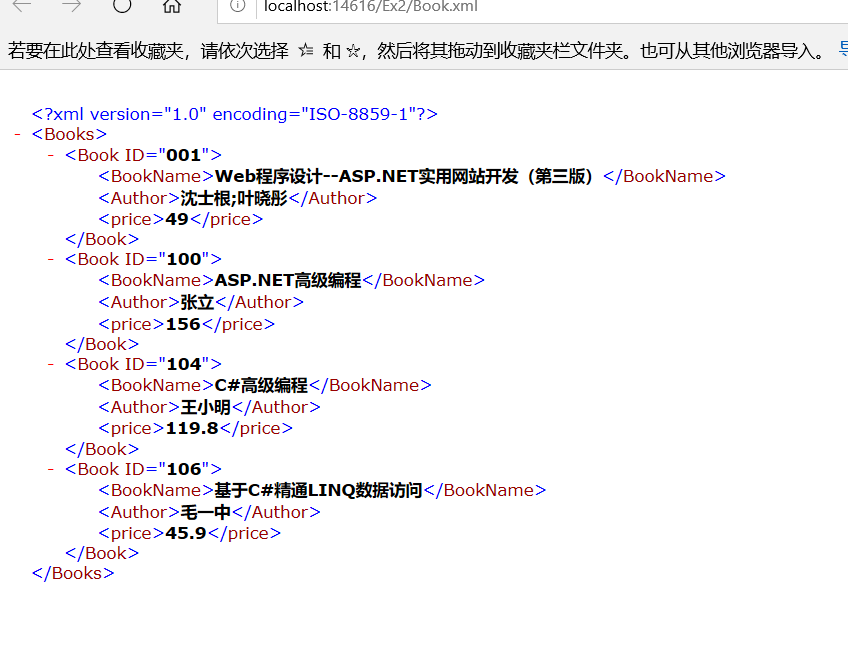 localhost:14616/Ex2/Book.xml
若要在此处查看收藏夹，请依次选择 和 ，然后将其拖动到收藏夹栏文件夹。也可从其他浏览器导入。
<?xml version="1.0" encoding="ISO-8859-1"?>
- <Books>
- <Book ID="001">
<BookName>Web程序设计--ASP.NET实用网站开发（第三版）</BookName>
<Author>沈士根;叶晓彤</Author>
<price>49</price>
</Book>
- <Book ID="100">
<BookName>ASP.NET高级编程</BookName>
<Author>张立</Author>
<price>156</price>
</Book>
- <Book ID="104">
<BookName>C#高级编程</BookName>
<Author>王小明</Author>
<price>119.8</price>
</Book>
- <Book ID="106">
<BookName>基于C#精通LINQ数据访问</BookName>
<Author>毛一中</Author>
<price>45.9</price>
</Book>
</Books>